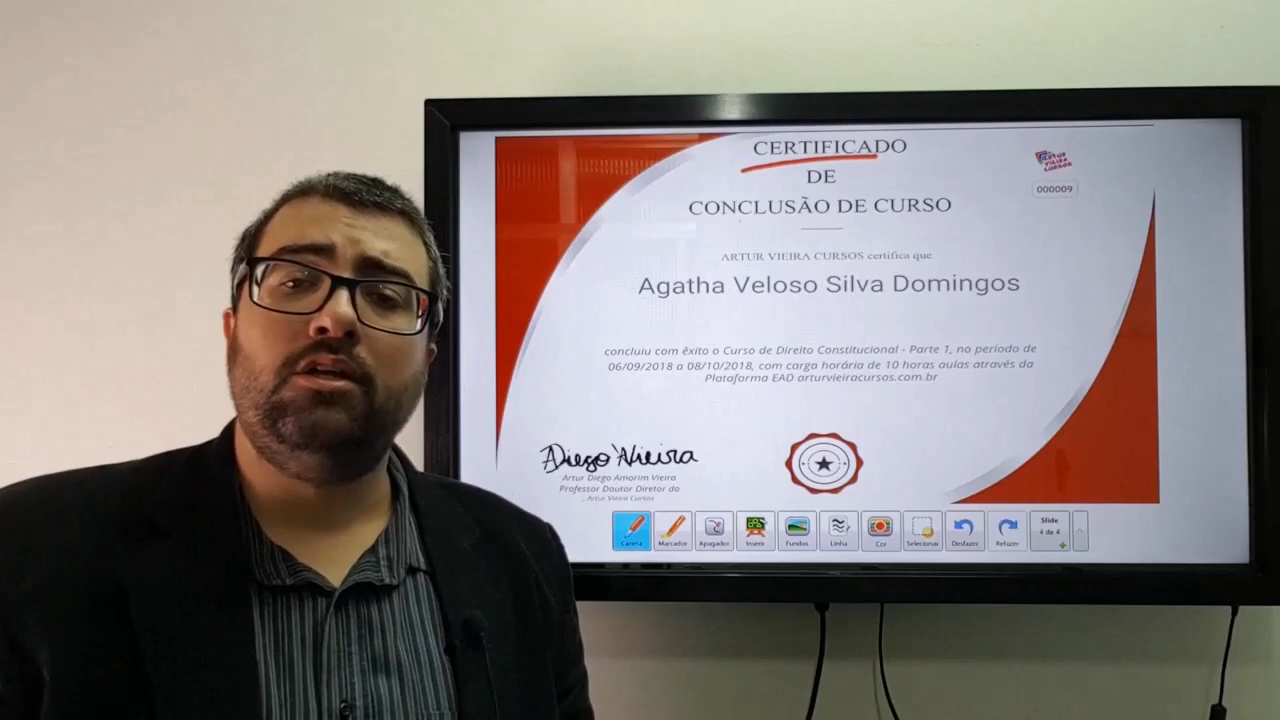 CERTIFICADO
DE
CONCLUSÃO DE CURSO
ARTUR VIEIRA CURSOS
000009
ARTUR VIEIRA CURSOS certifica que
Agatha Veloso Silva Domingos
concluiu com êxito o Curso de Direito Constitucional - Parte 1, no período de
06/09/2018 a 08/10/2018, com carga horária de 10 horas aulas através da
Plataforma EAD arturvieiracursos.com.br
Diego Vieira
Artur Diego Amorim Vieira
Professor Doutor Diretor do
Artur Vieira Cursos
Caneta Marcador Apagador Inserir Fundos Linha Cor Selecionar Desfazer Refazer Slide
4 de 4